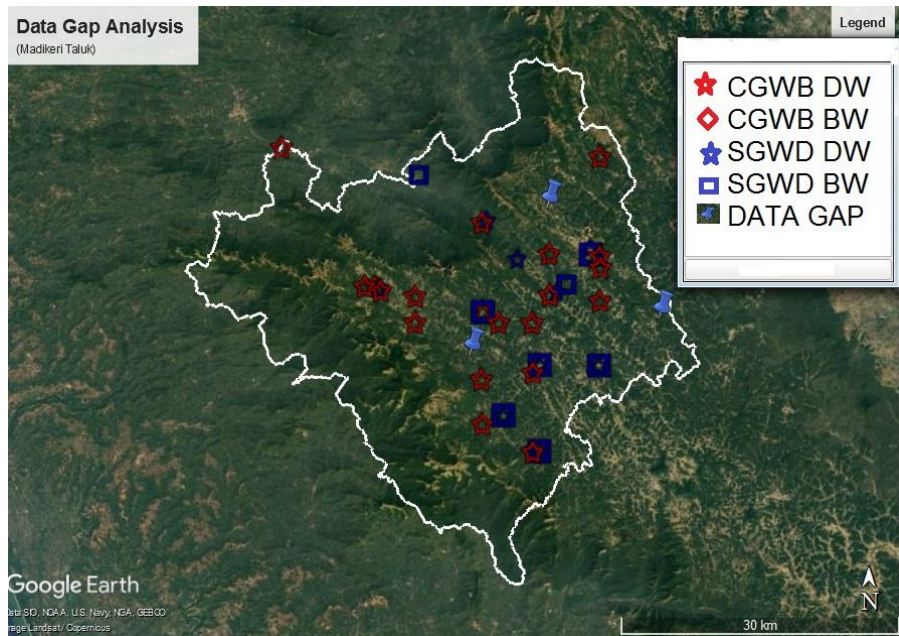 Data Gap Analysis
(Madikeri Taluk)
Legend
CGWB DW
CGWB BW
SGWD DW
SGWD BW
DATA GAP
Google Earth
Data SIO, NOAA, U.S. Navy, NGA, GEBCO
Image Landsat / Copernicus
30 km
N